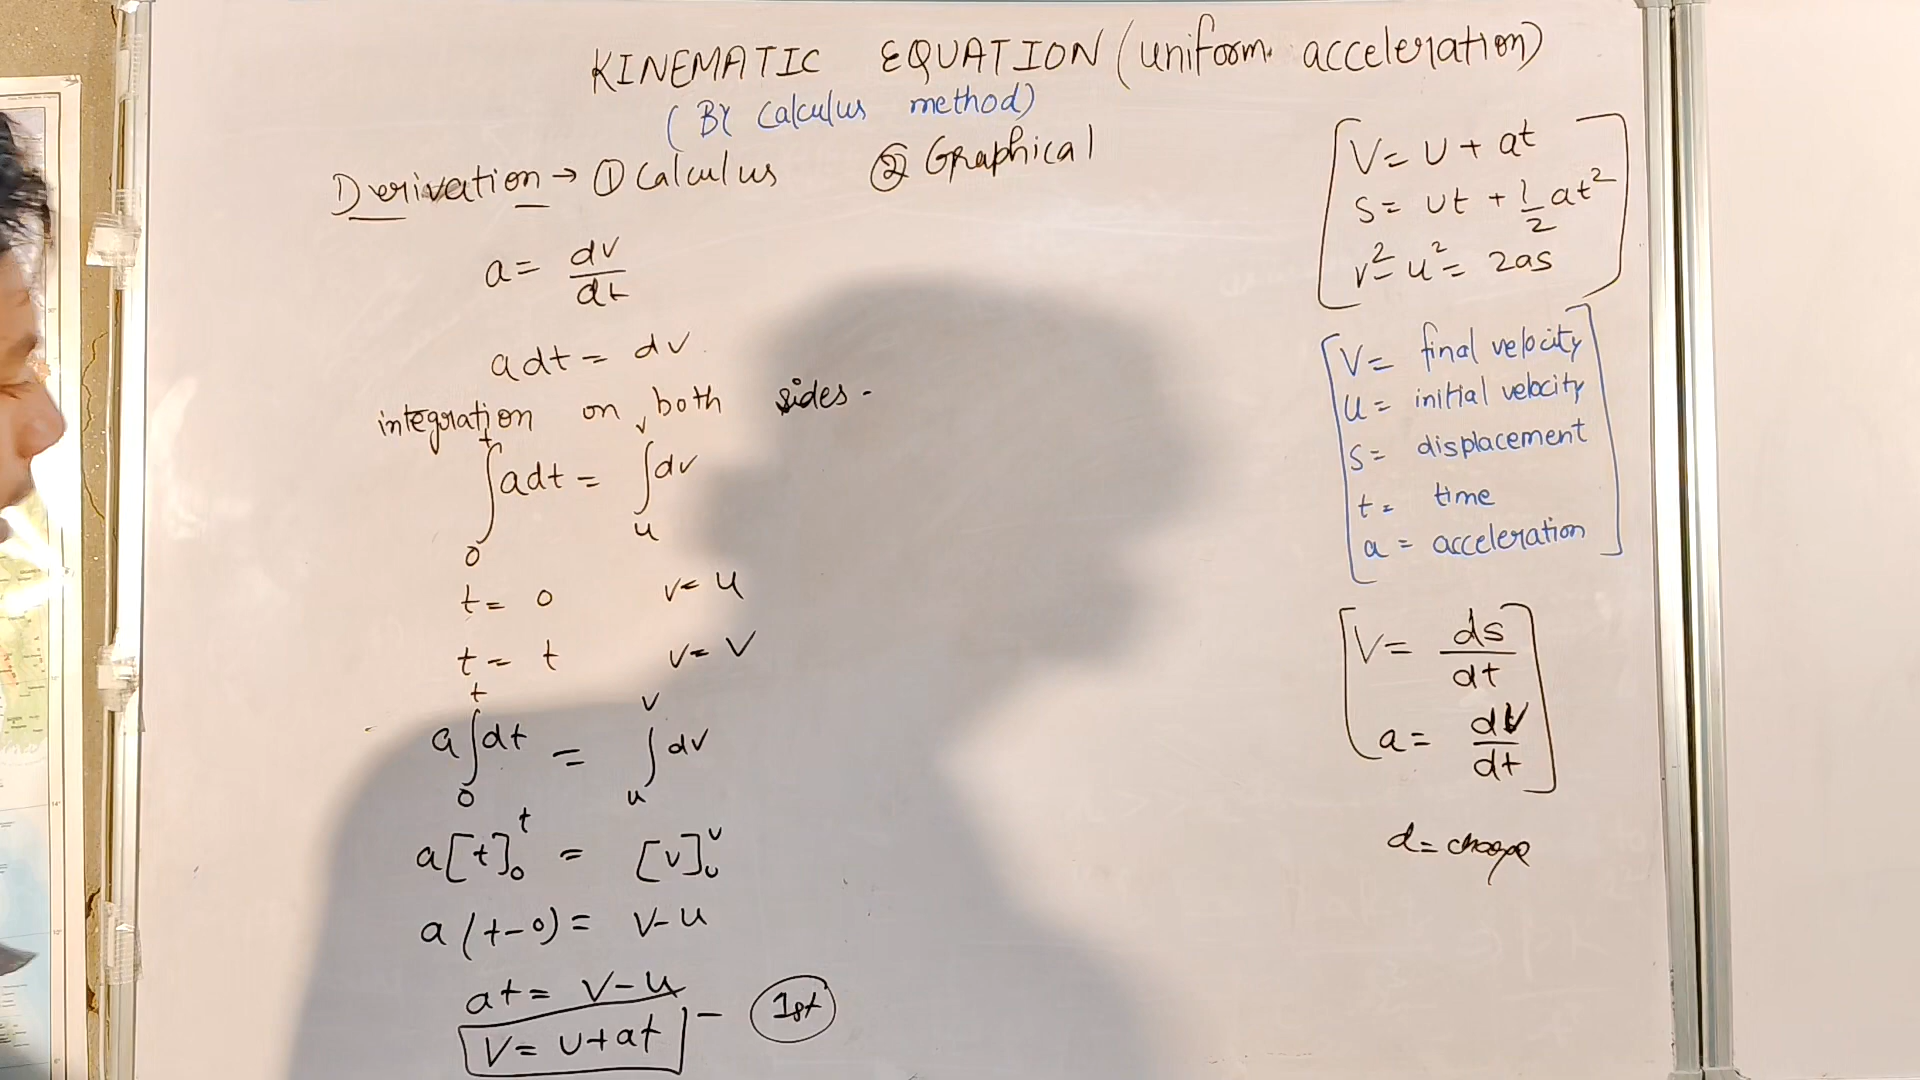 KINEMATIC EQUATION (uniform acceleration)
(By Calculus method)
Derivation → ① Calculus ② Graphical
a = dv/dt
adt = dv
integration on both sides -
∫₀ᵗ adt = ∫ᵤᵛ dv
t = 0 v = u
t = t v = v
a∫₀ᵗ dt = ∫ᵤᵛ dv
a[t]₀ᵗ = [v]ᵤᵛ
a(t-0) = v-u
at = v-u
v = u+at - 1st
V = u + at
S = ut + 1/2 at²
v² - u² = 2as
V = final velocity
u = initial velocity
S = displacement
t = time
a = acceleration
V = ds/dt
a = dv/dt
d = change